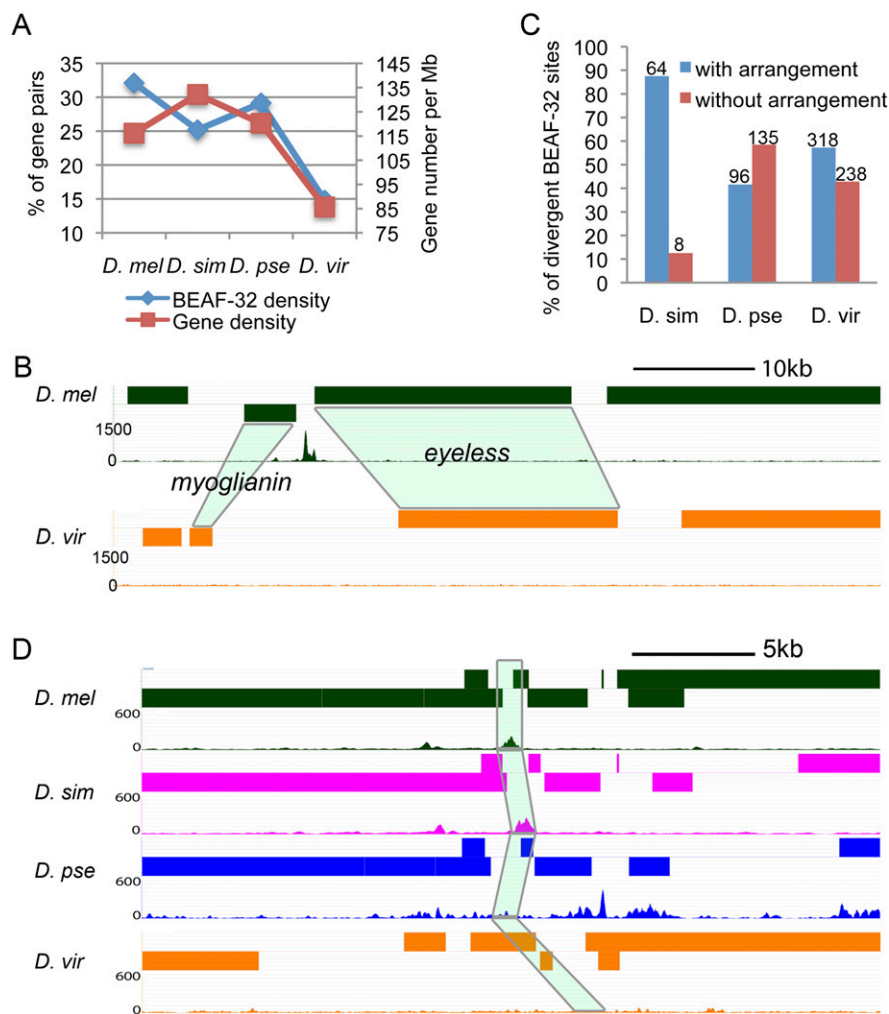 A
% of gene pairs
35
30
25
20
15
10
145
135
125
115
105
95
85
75
Gene number per Mb
D. mel D. sim D. pse D. vir
BEAF-32 density
Gene density
C
% of divergent BEAF-32 sites
100
90
80
70
60
50
40
30
20
10
0
64
8
96
135
318
238
with arrangement
without arrangement
D. sim D. pse D. vir
B
10kb
D. mel
1500
0
myoglianin
eyeless
D. vir
1500
0
D
5kb
D. mel
600
0
D. sim
600
0
D. pse
600
0
D. vir
600
0